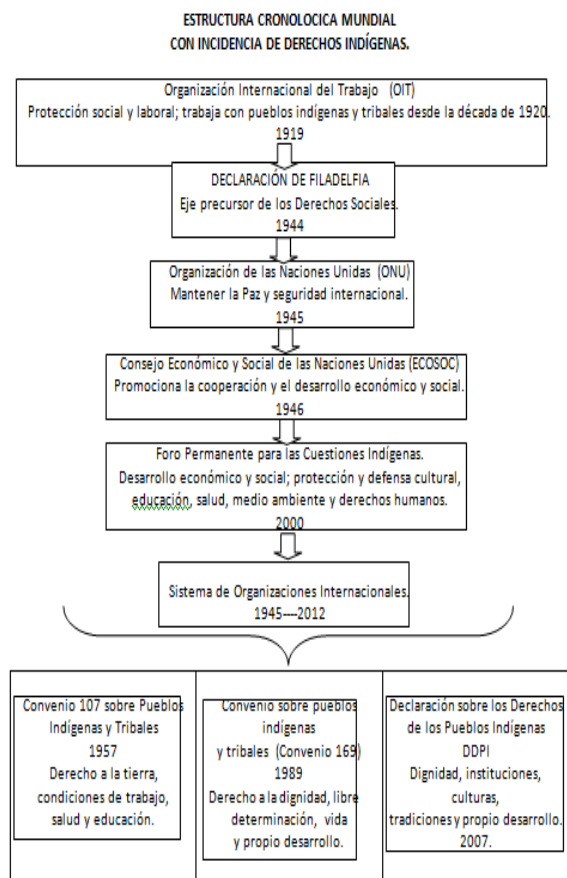 ESTRUCTURA CRONOLOCICA MUNDIAL
CON INCIDENCIA DE DERECHOS INDÍGENAS.
Organización Internacional del Trabajo (OIT)
Protección social y laboral; trabaja con pueblos indígenas y tribales desde la década de 1920.
1919
DECLARACIÓN DE FILADELFIA
Eje precursor de los Derechos Sociales.
1944
Organización de las Naciones Unidas (ONU)
Mantener la Paz y seguridad internacional.
1945
Consejo Económico y Social de las Naciones Unidas (ECOSOC)
Promociona la cooperación y el desarrollo económico y social.
1946
Foro Permanente para las Cuestiones Indígenas.
Desarrollo económico y social; protección y defensa cultural,
educación, salud, medio ambiente y derechos humanos.
2000
Sistema de Organizaciones Internacionales.
1945----2012
Convenio 107 sobre Pueblos
Indígenas y Tribales
1957
Derecho a la tierra,
condiciones de trabajo,
salud y educación.
Convenio sobre pueblos
indígenas
y tribales (Convenio 169)
1989
Derecho a la dignidad, libre
determinación, vida
y propio desarrollo.
Declaración sobre los Derechos
de los Pueblos Indígenas
DDPI
Dignidad, instituciones,
culturas,
tradiciones y propio desarrollo.
2007.